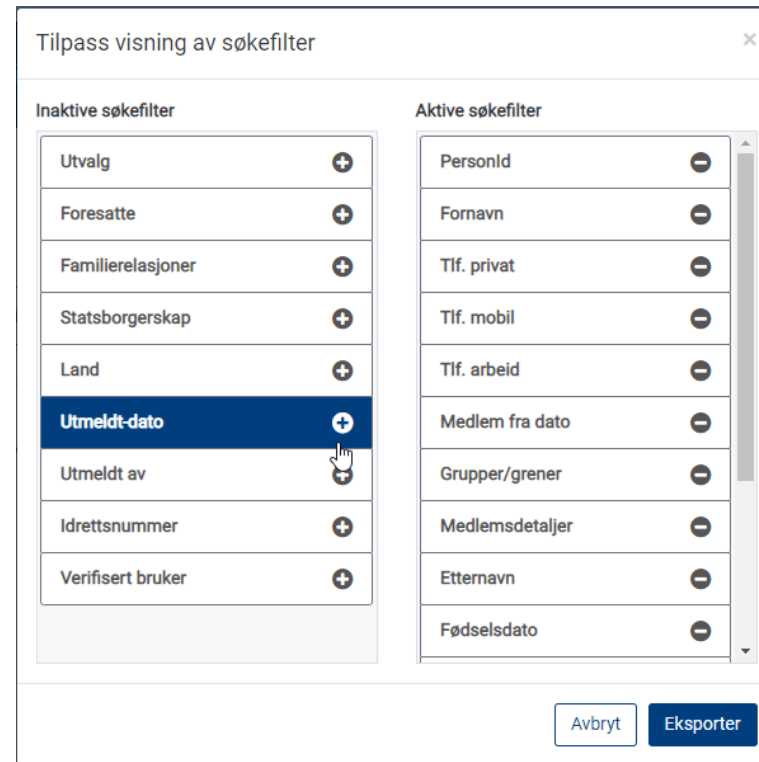 Tilpass visning av søkefilter
Inaktive søkefilter
Utvalg
Foresatte
Familierelasjoner
Statsborgerskap
Land
Utmeldt-dato
Utmeldt av
Idrettsnummer
Verifisert bruker
Aktive søkefilter
PersonId
Fornavn
Tlf. privat
Tlf. mobil
Tlf. arbeid
Medlem fra dato
Grupper/grener
Medlemsdetaljer
Etternavn
Fødselsdato
Avbryt
Eksporter